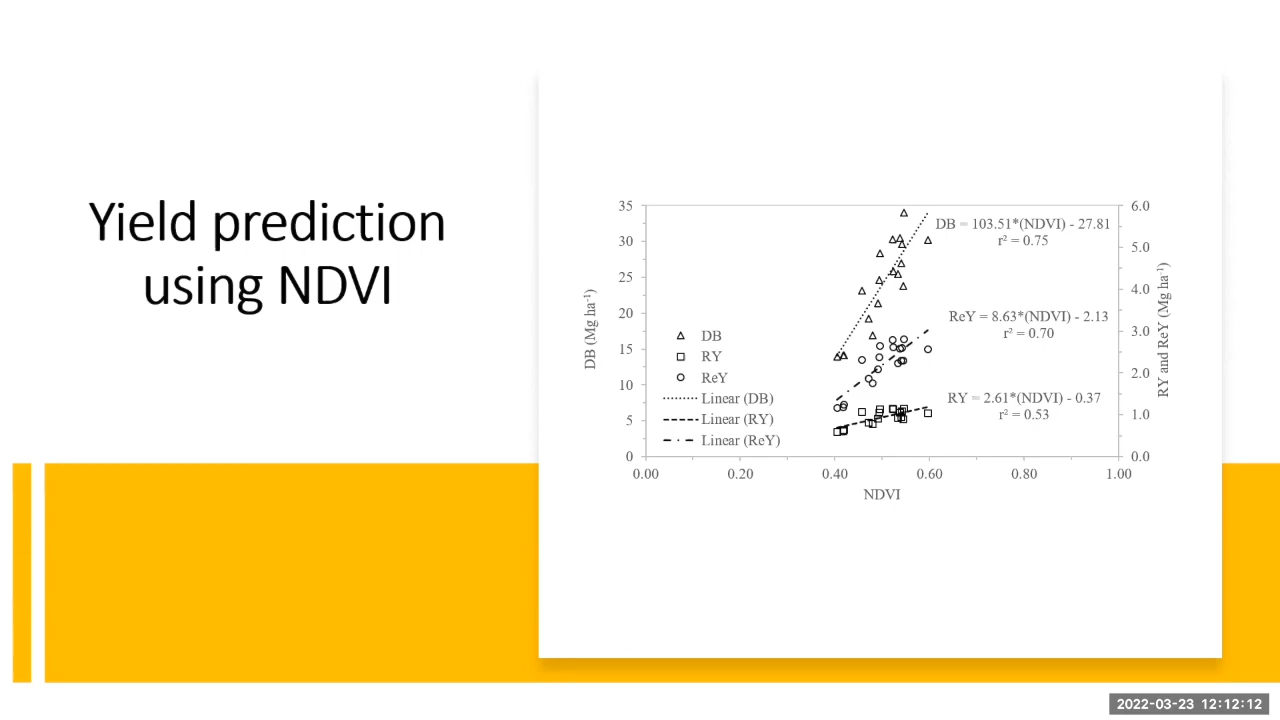 Yield prediction
using NDVI
35
30
25
20
15
10
5
0
DB (Mg ha⁻¹)
6.0
5.0
4.0
3.0
2.0
1.0
0.0
RY and ReY (Mg ha⁻¹)
DB = 103.51*(NDVI) - 27.81
r² = 0.75
ReY = 8.63*(NDVI) - 2.13
r² = 0.70
RY = 2.61*(NDVI) - 0.37
r² = 0.53
DB
RY
ReY
Linear (DB)
Linear (RY)
Linear (ReY)
0.00 0.20 0.40 0.60 0.80 1.00
NDVI
2022-03-23 12:12:12